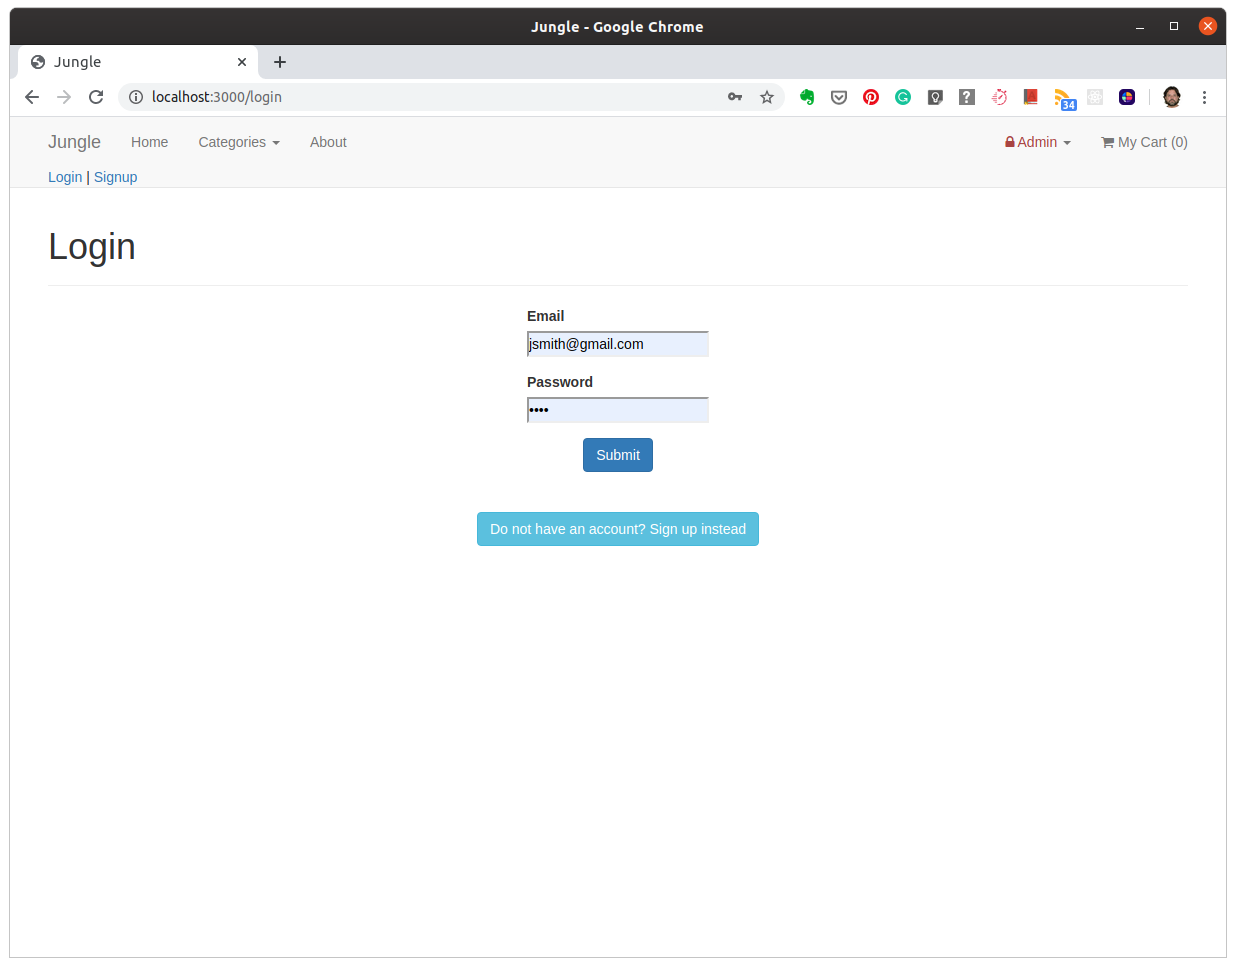 Jungle - Google Chrome
Jungle
localhost:3000/login
34
Jungle Home Categories About Admin My Cart (0)
Login | Signup
Login
Email
jsmith@gmail.com
Password
••••
Submit
Do not have an account? Sign up instead